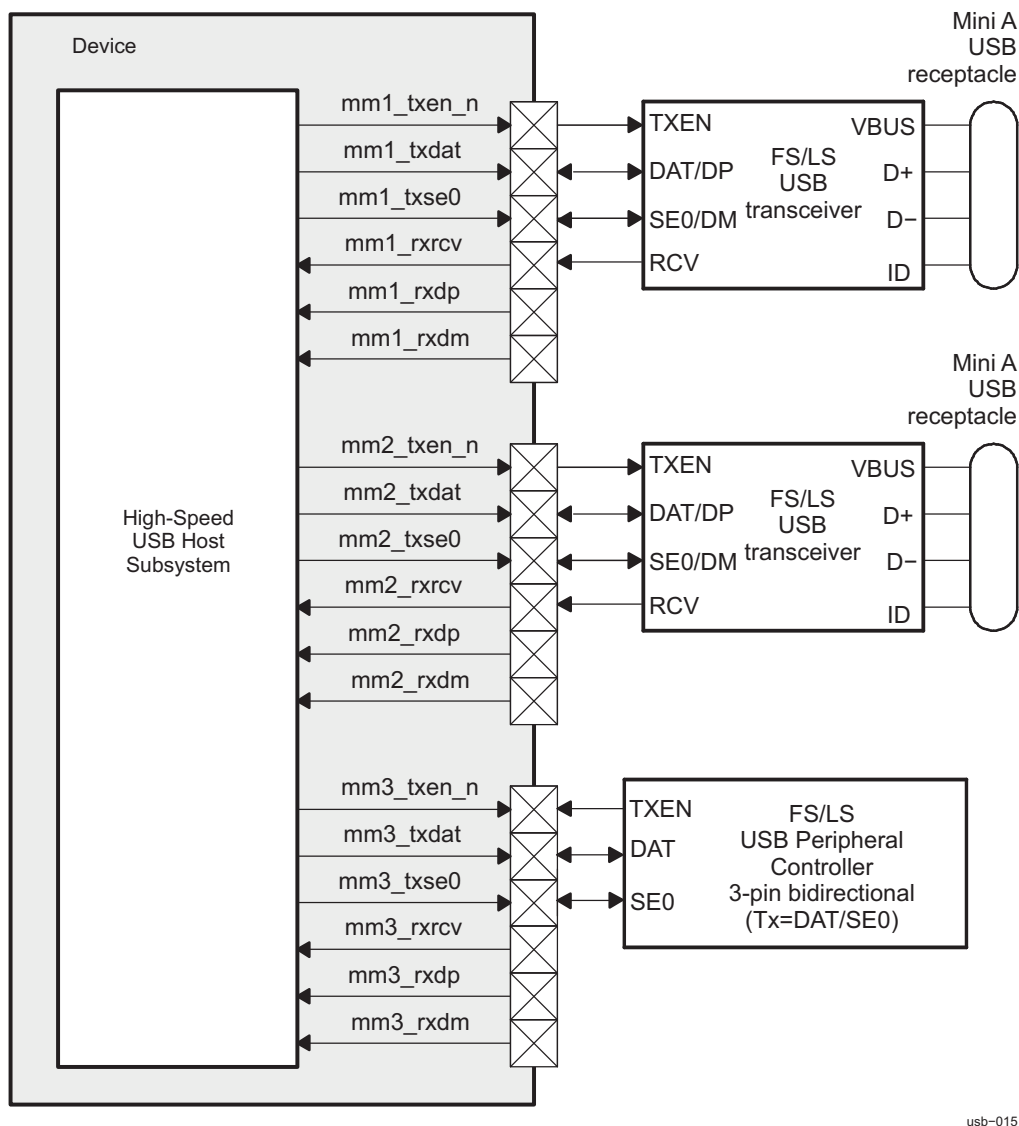 Device
Mini A
USB
receptacle
mm1_txen_n
mm1_txdat
mm1_txse0
mm1_rxrcv
mm1_rxdp
mm1_rxdm
TXEN
DAT/DP
SE0/DM
RCV
FS/LS
USB
transceiver
VBUS
D+
D−
ID
Mini A
USB
receptacle
High-Speed
USB Host
Subsystem
mm2_txen_n
mm2_txdat
mm2_txse0
mm2_rxrcv
mm2_rxdp
mm2_rxdm
TXEN
DAT/DP
SE0/DM
RCV
FS/LS
USB
transceiver
VBUS
D+
D−
ID
mm3_txen_n
mm3_txdat
mm3_txse0
mm3_rxrcv
mm3_rxdp
mm3_rxdm
TXEN
DAT
SE0
FS/LS
USB Peripheral
Controller
3-pin bidirectional
(Tx=DAT/SE0)
usb−015